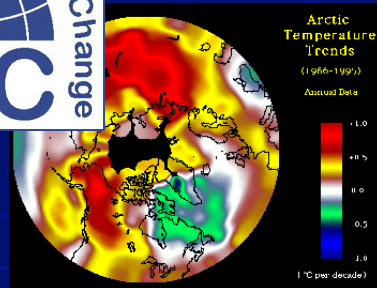 Change
C
Arctic
Temperature
Trends
(1966-1995)
Annual Data
+1.0
+0.5
0.0
0.5
1.0
(°C per decade)